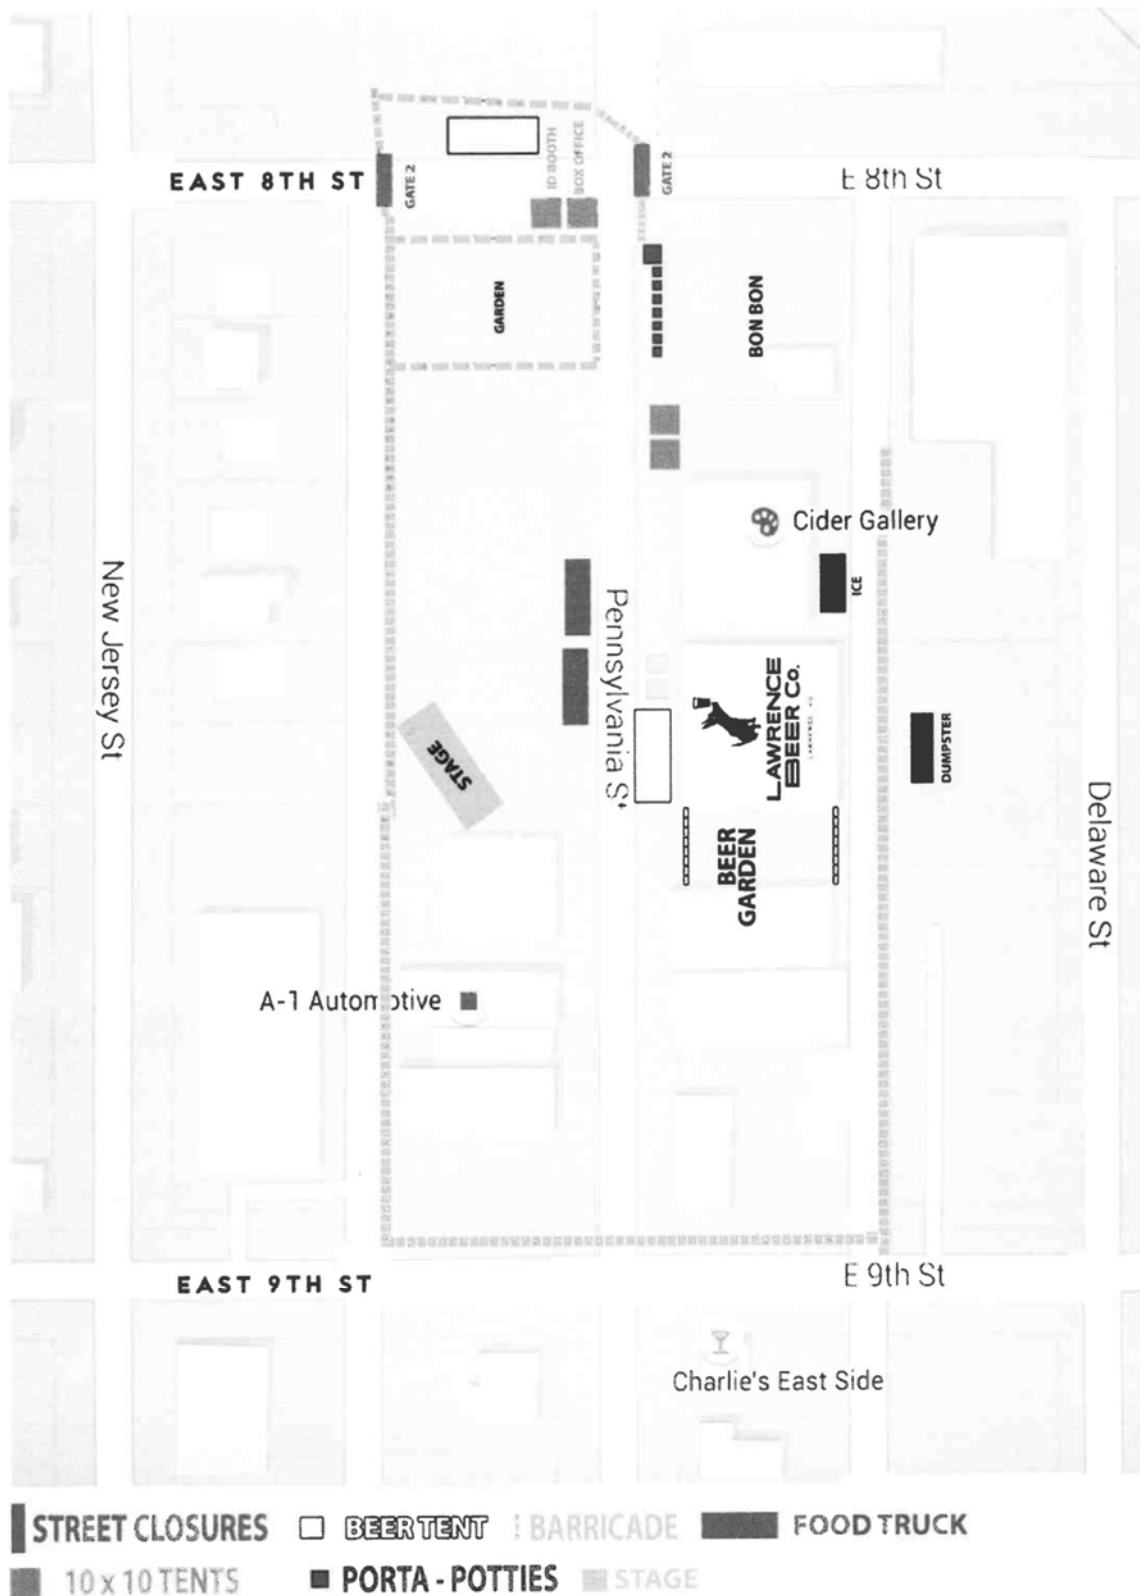 ID BOOTH
BOX OFFICE
GATE 2
GATE 2
EAST 8TH ST
E 8th St
GARDEN
BON BON
Cider Gallery
ICE
New Jersey St
Pennsylvania St
LAWRENCE
BEER Co.
STAGE
DUMPSTER
BEER
GARDEN
Delaware St
A-1 Automotive
EAST 9TH ST
E 9th St
Charlie's East Side
STREET CLOSURES
BEER TENT
BARRICADE
FOOD TRUCK
10 x 10 TENTS
PORTA - POTTIES
STAGE